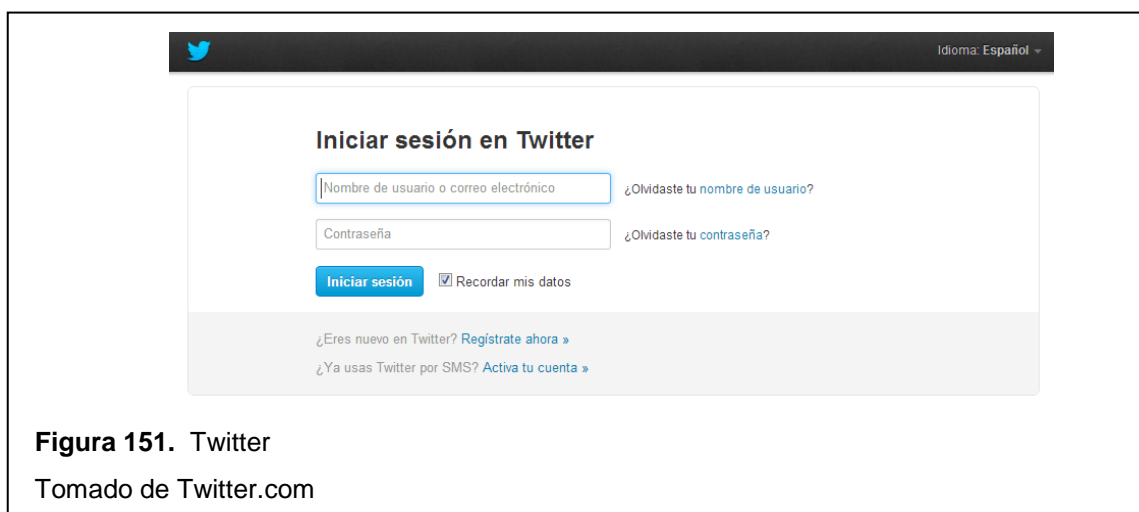 Idioma: Español
Iniciar sesión en Twitter
Nombre de usuario o correo electrónico ¿Olvidaste tu nombre de usuario?
Contraseña ¿Olvidaste tu contraseña?
Iniciar sesión Recordar mis datos
¿Eres nuevo en Twitter? Regístrate ahora »
¿Ya usas Twitter por SMS? Activa tu cuenta »
Figura 151. Twitter
Tomado de Twitter.com